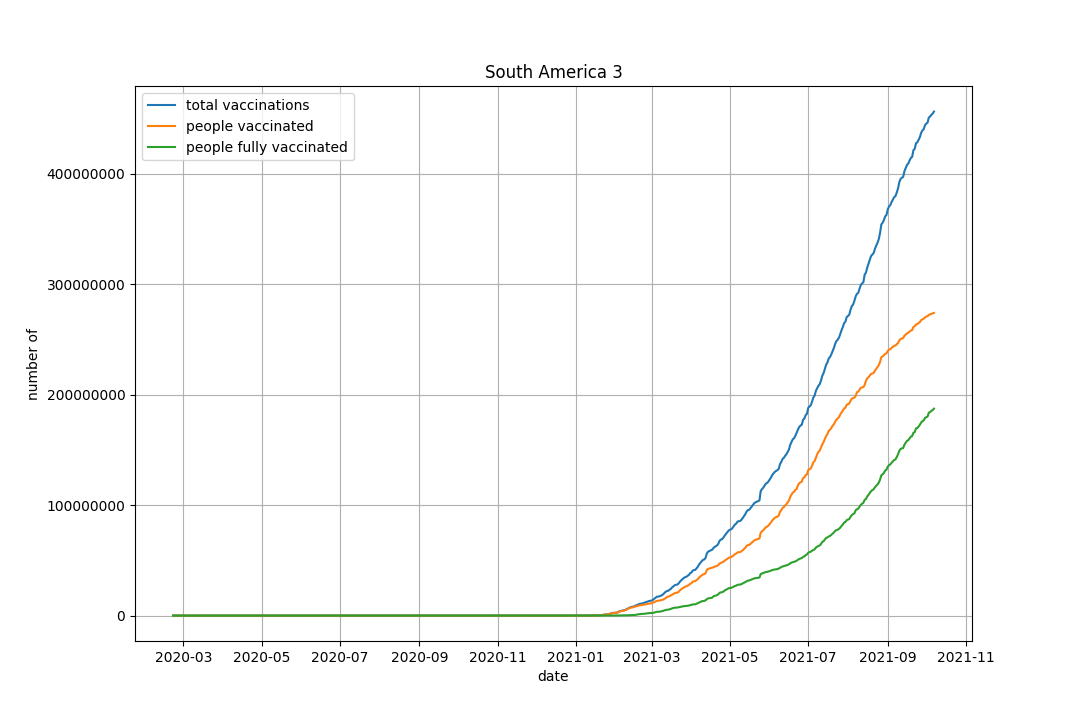 South America 3
total vaccinations
people vaccinated
people fully vaccinated
400000000
300000000
200000000
100000000
0
number of
2020-03 2020-05 2020-07 2020-09 2020-11 2021-01 2021-03 2021-05 2021-07 2021-09 2021-11
date